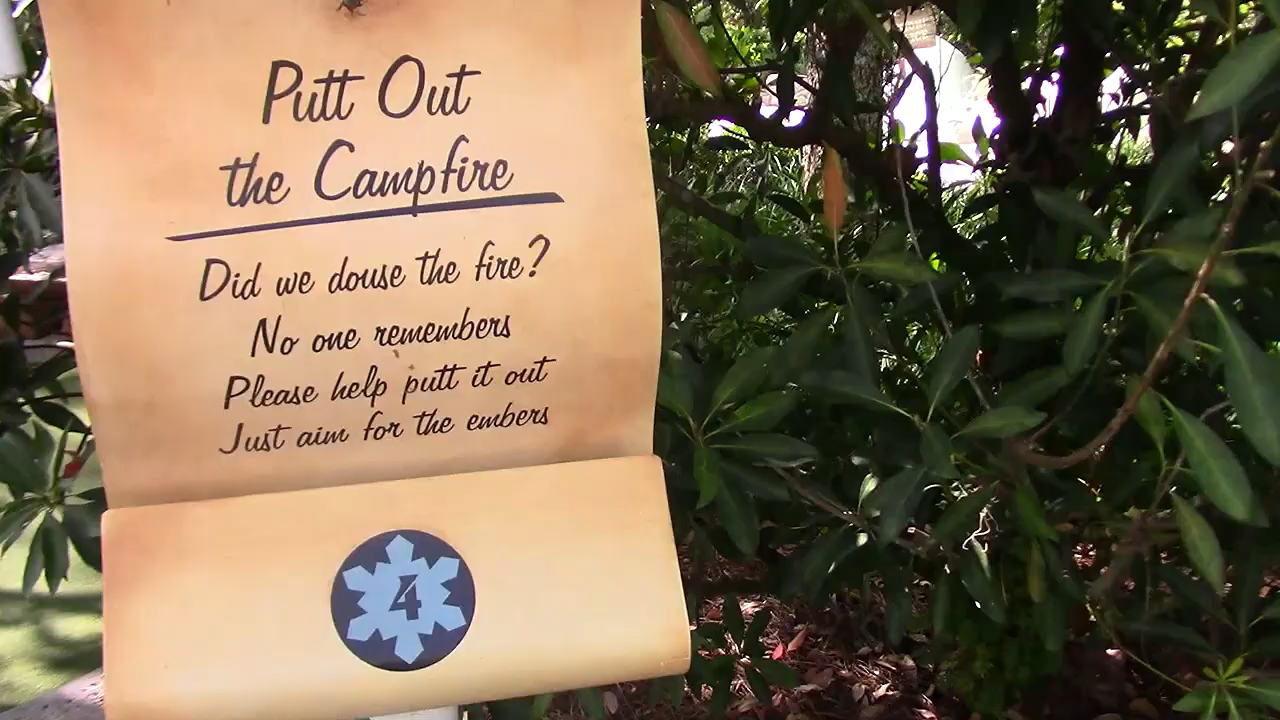 Putt Out
the Campfire
Did we douse the fire?
No one remembers
Please help putt it out
Just aim for the embers
4